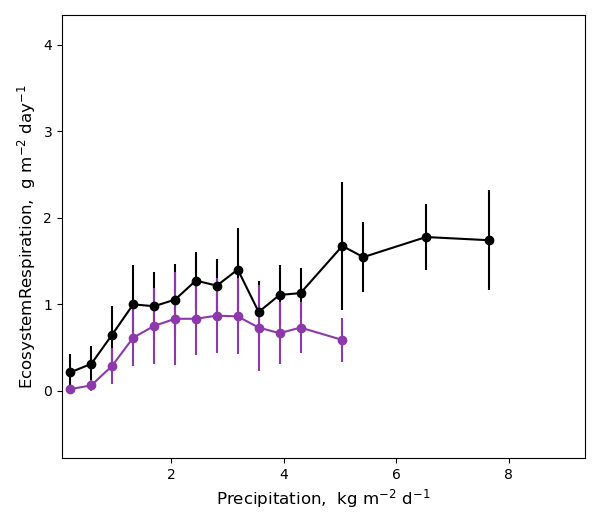 EcosystemRespiration, g m⁻² day⁻¹
4
3
2
1
0
2 4 6 8
Precipitation, kg m⁻² d⁻¹